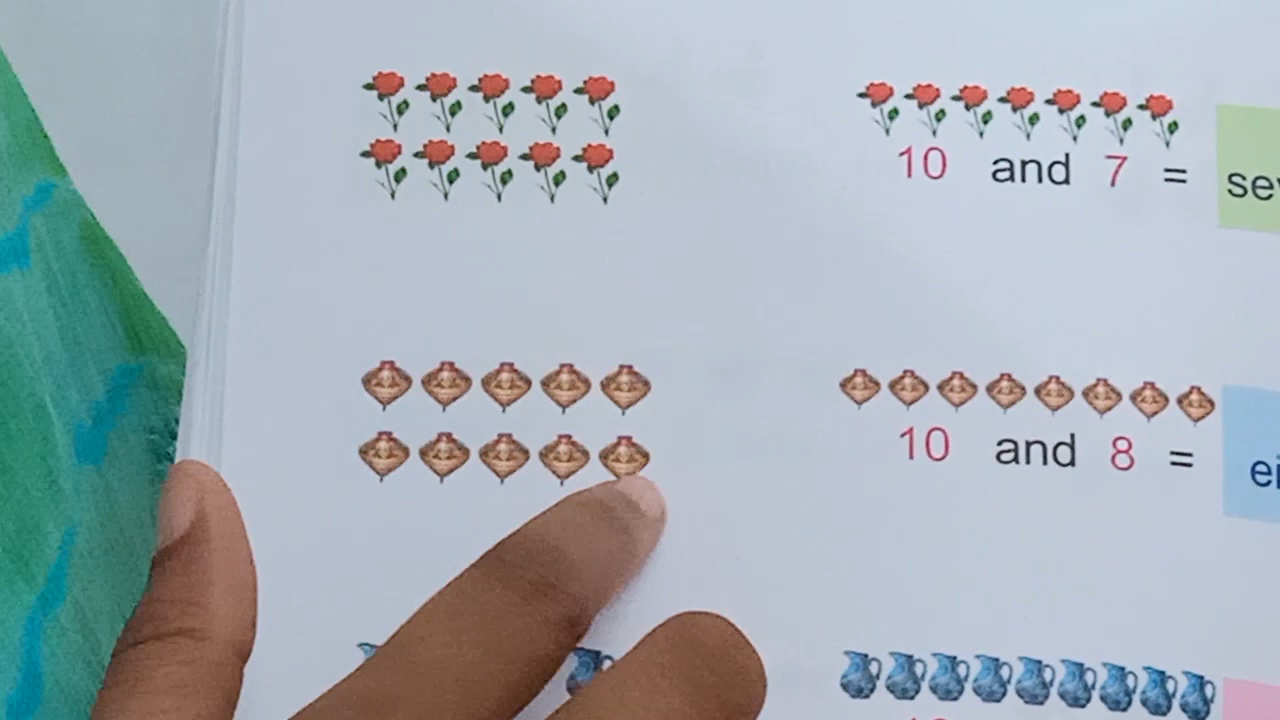 10 and 7 =
10 and 8 =